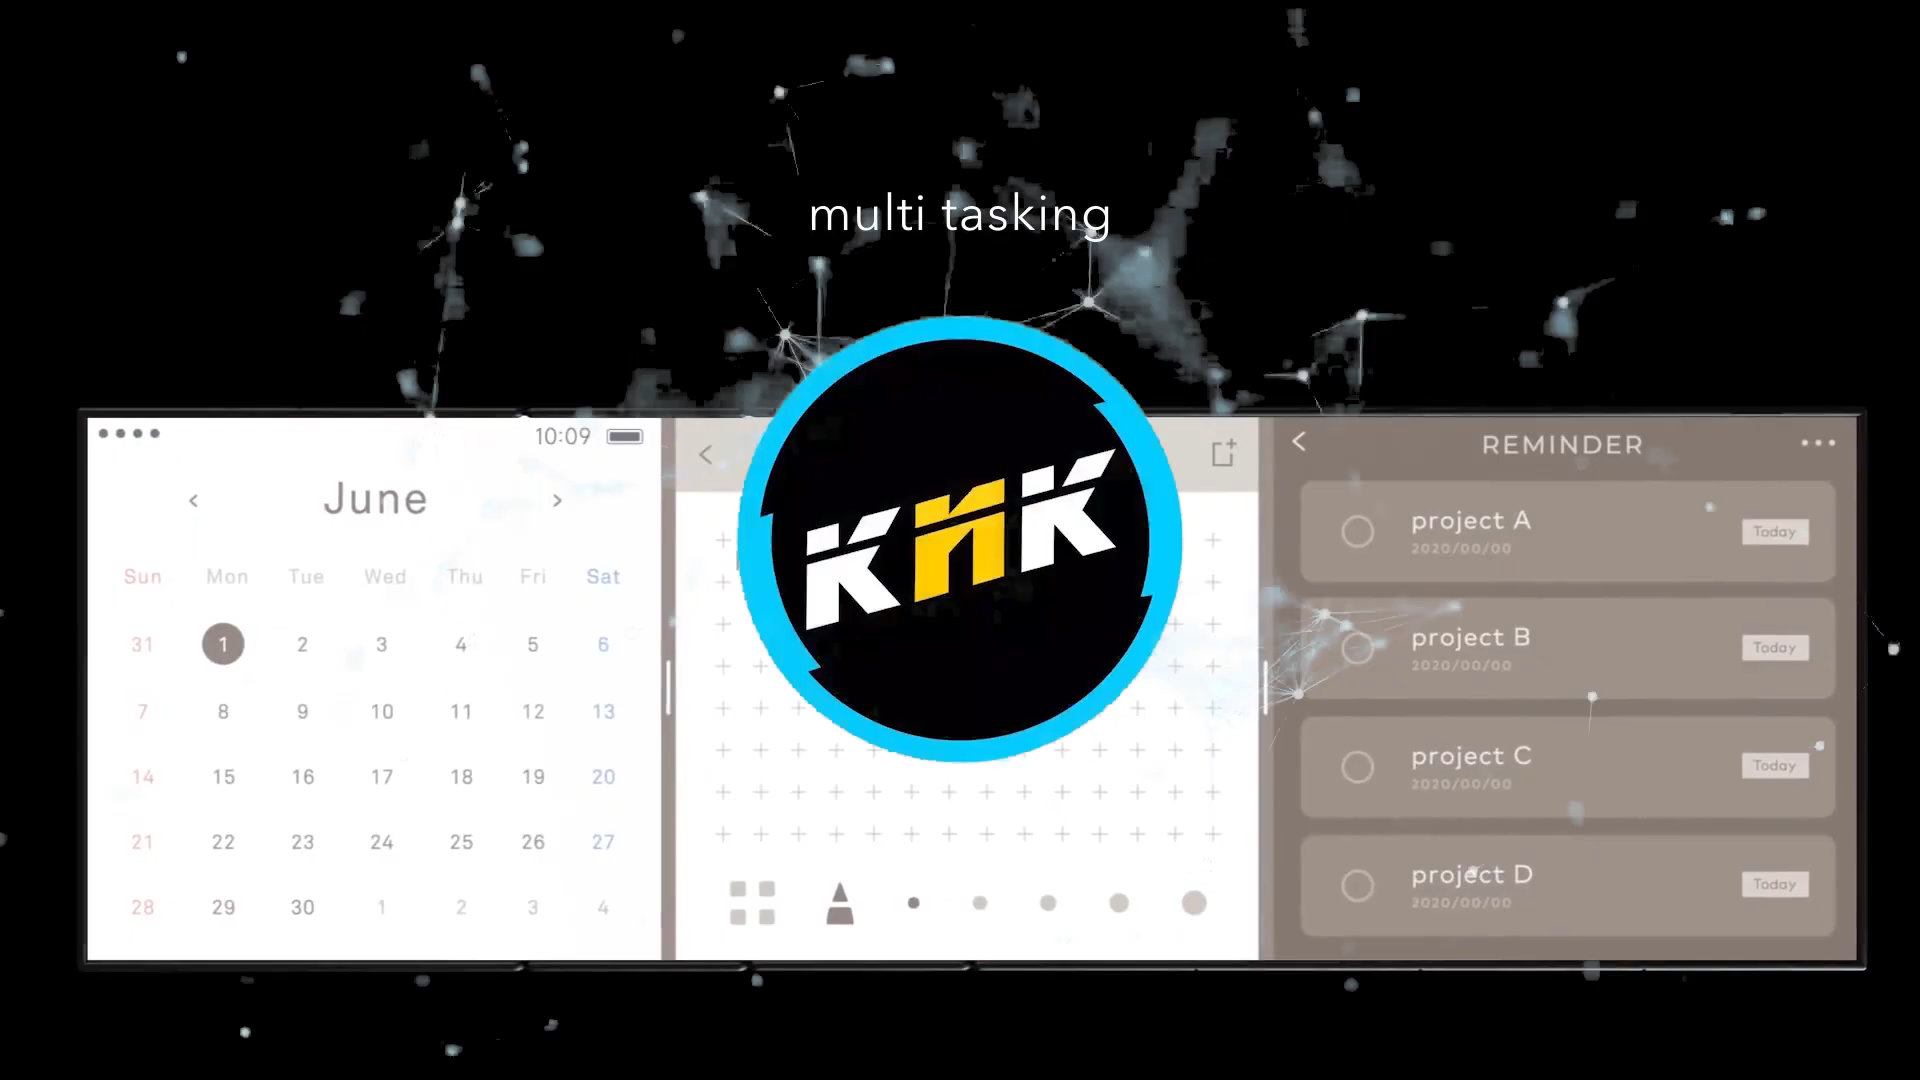 multi tasking
10:09
June
Sun Mon Tue Wed Thu Fri Sat
31 1 2 3 4 5 6
7 8 9 10 11 12 13
14 15 16 17 18 19 20
21 22 23 24 25 26 27
28 29 30 1 2 3 4
КИК
REMINDER
project A
2020/00/00
Today
project B
2020/00/00
Today
project C
2020/00/00
Today
project D
2020/00/00
Today